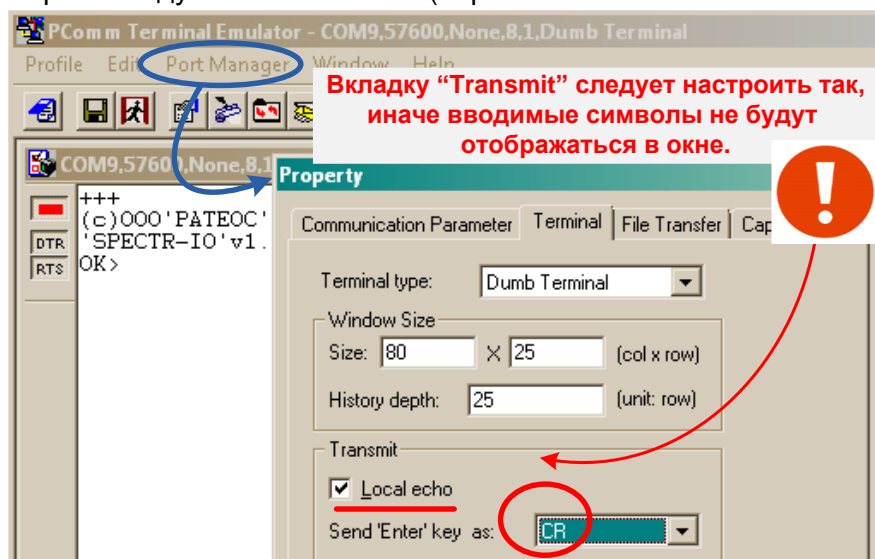 PComm Terminal Emulator - COM9,57600,None,8,1,Dumb Terminal
Profile Edit Port Manager Window Help
Вкладку “Transmit” следует настроить так,
иначе вводимые символы не будут
отображаться в окне.
COM9,57600,None,8,1
DTR
RTS
+++
(c)OOO'PATEOC'
'SPECTR-IO'v1.
OK>
Property
Communication Parameter Terminal File Transfer Cap
Terminal type: Dumb Terminal
Window Size
Size: 80 X 25 (col x row)
History depth: 25 (unit: row)
Transmit
Local echo
Send 'Enter' key as: CR